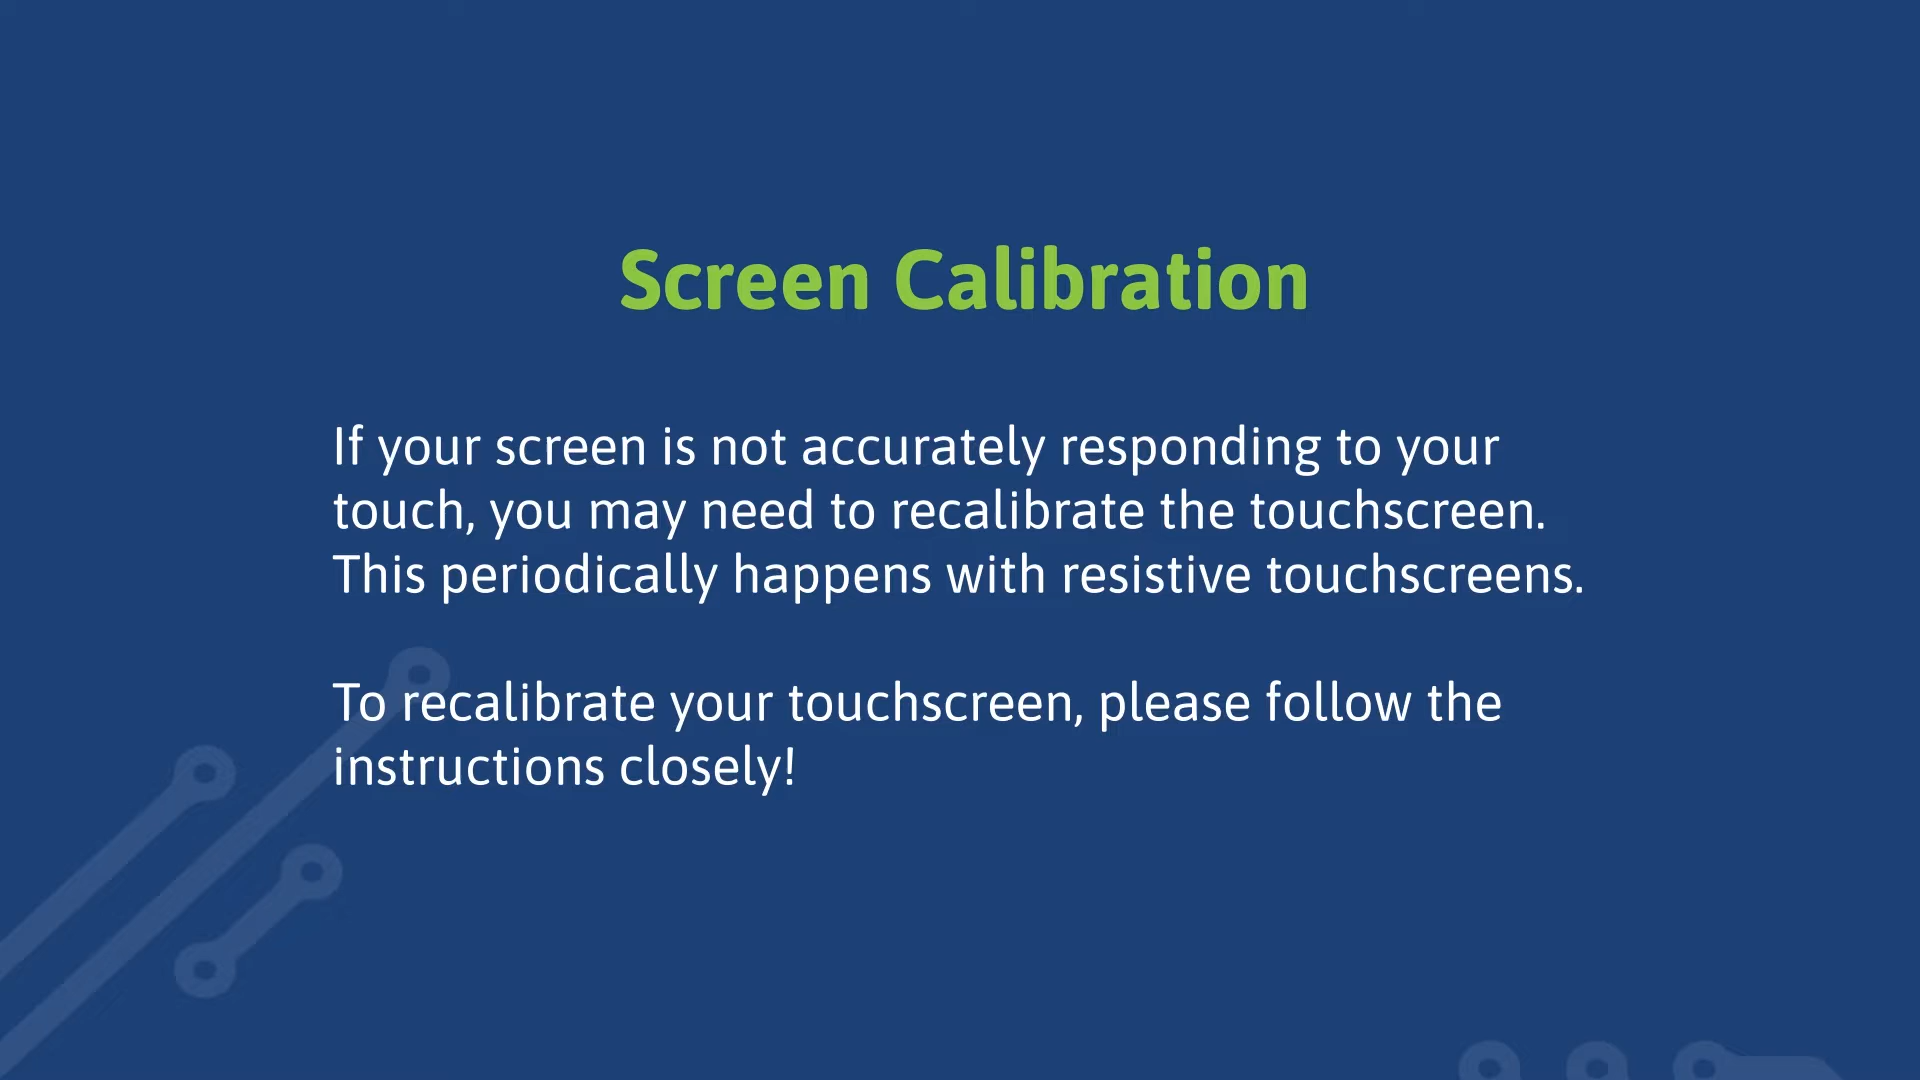 Screen Calibration
If your screen is not accurately responding to your
touch, you may need to recalibrate the touchscreen.
This periodically happens with resistive touchscreens.
To recalibrate your touchscreen, please follow the
instructions closely!